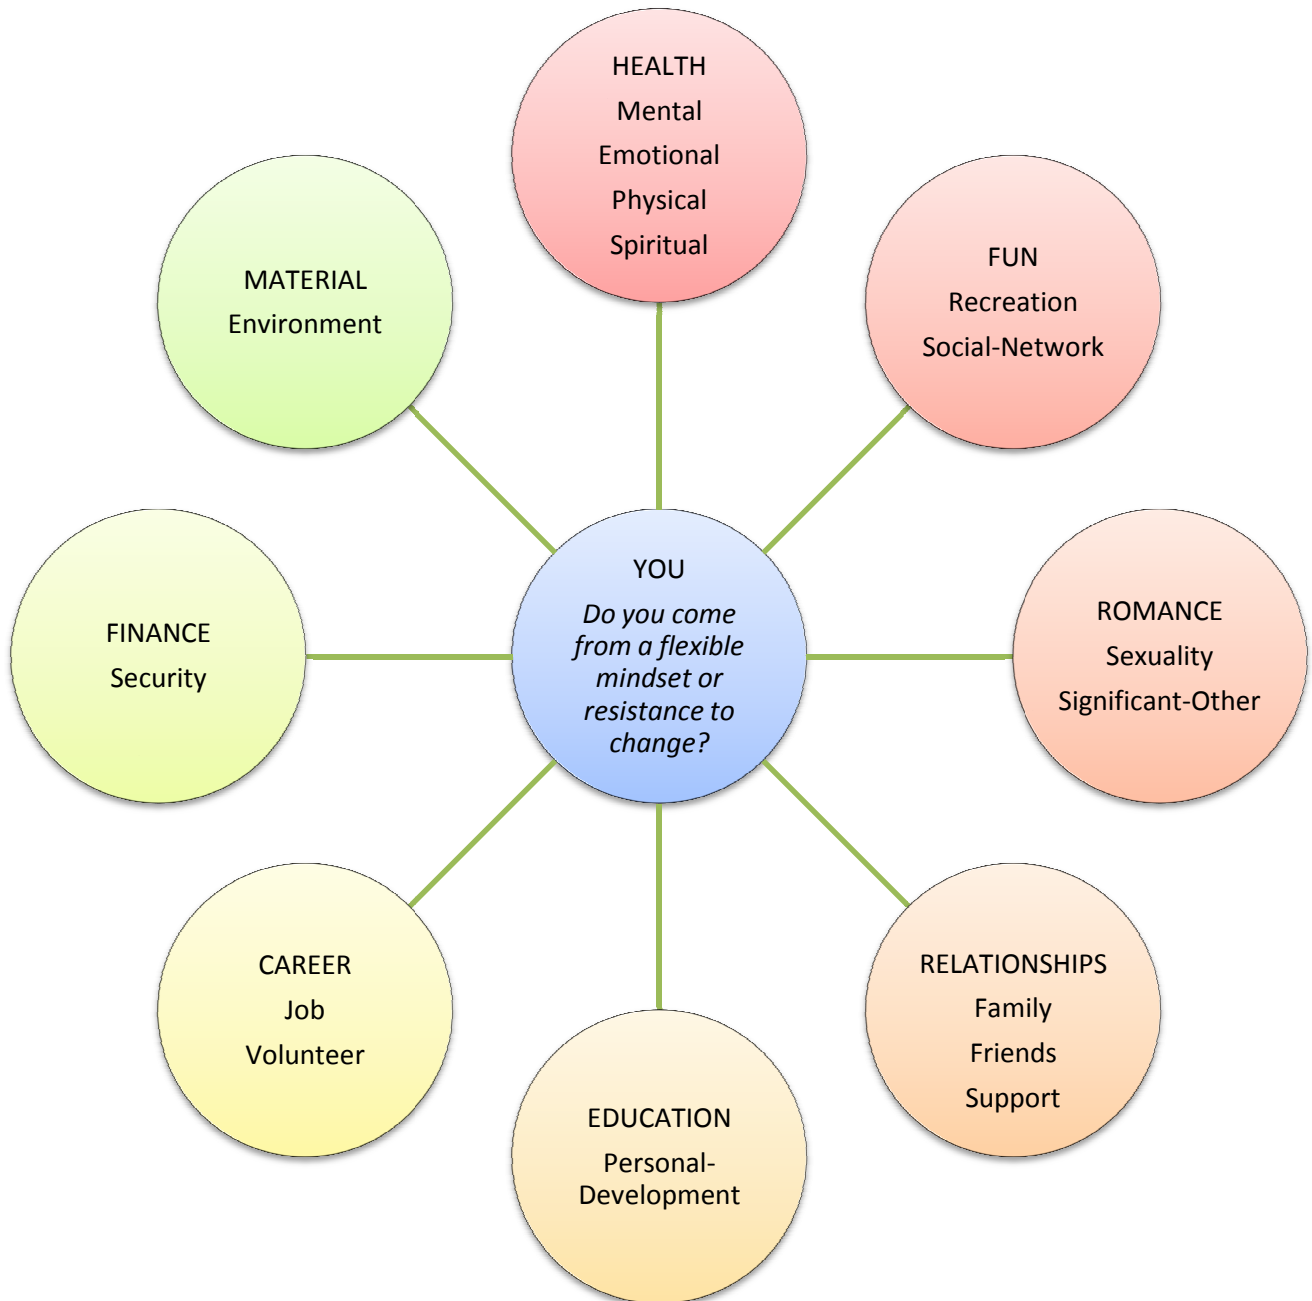 HEALTH
Mental
Emotional
Physical
Spiritual
FUN
Recreation
Social-Network
ROMANCE
Sexuality
Significant-Other
RELATIONSHIPS
Family
Friends
Support
EDUCATION
Personal-
Development
CAREER
Job
Volunteer
FINANCE
Security
MATERIAL
Environment
YOU
Do you come
from a flexible
mindset or
resistance to
change?